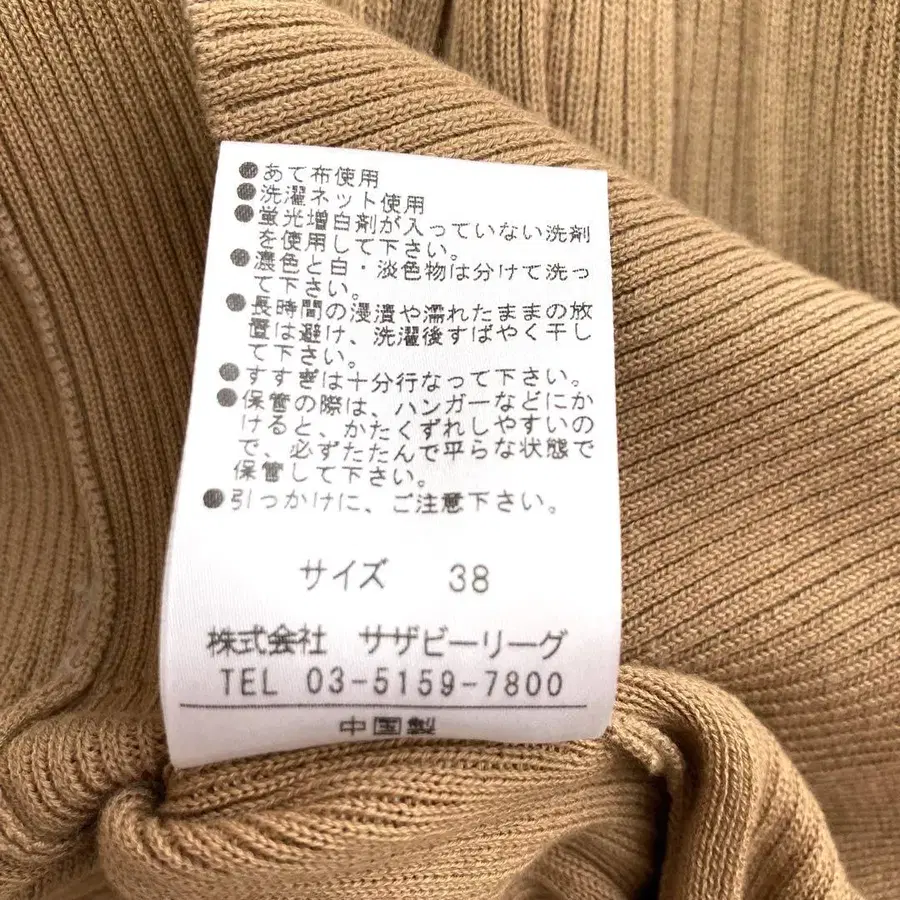 ●あて布使用
●洗濯ネット使用
●蛍光増白剤が入っていない洗剤
を使用して下さい。
●濃色と白・淡色物は分けて洗っ
て下さい。
●長時間の浸漬や濡れたままの放
置は避け、洗濯後すばやく干し
て下さい。
●すすぎは十分行なって下さい。
●保管の際は、ハンガーなどにか
けると、かたくずれしやすいの
で、必ずたたんで平らな状態で
保管して下さい。
●引っかけに、ご注意下さい。
サイズ 38
株式会社 サザビーリーグ
TEL 03-5159-7800
中国製